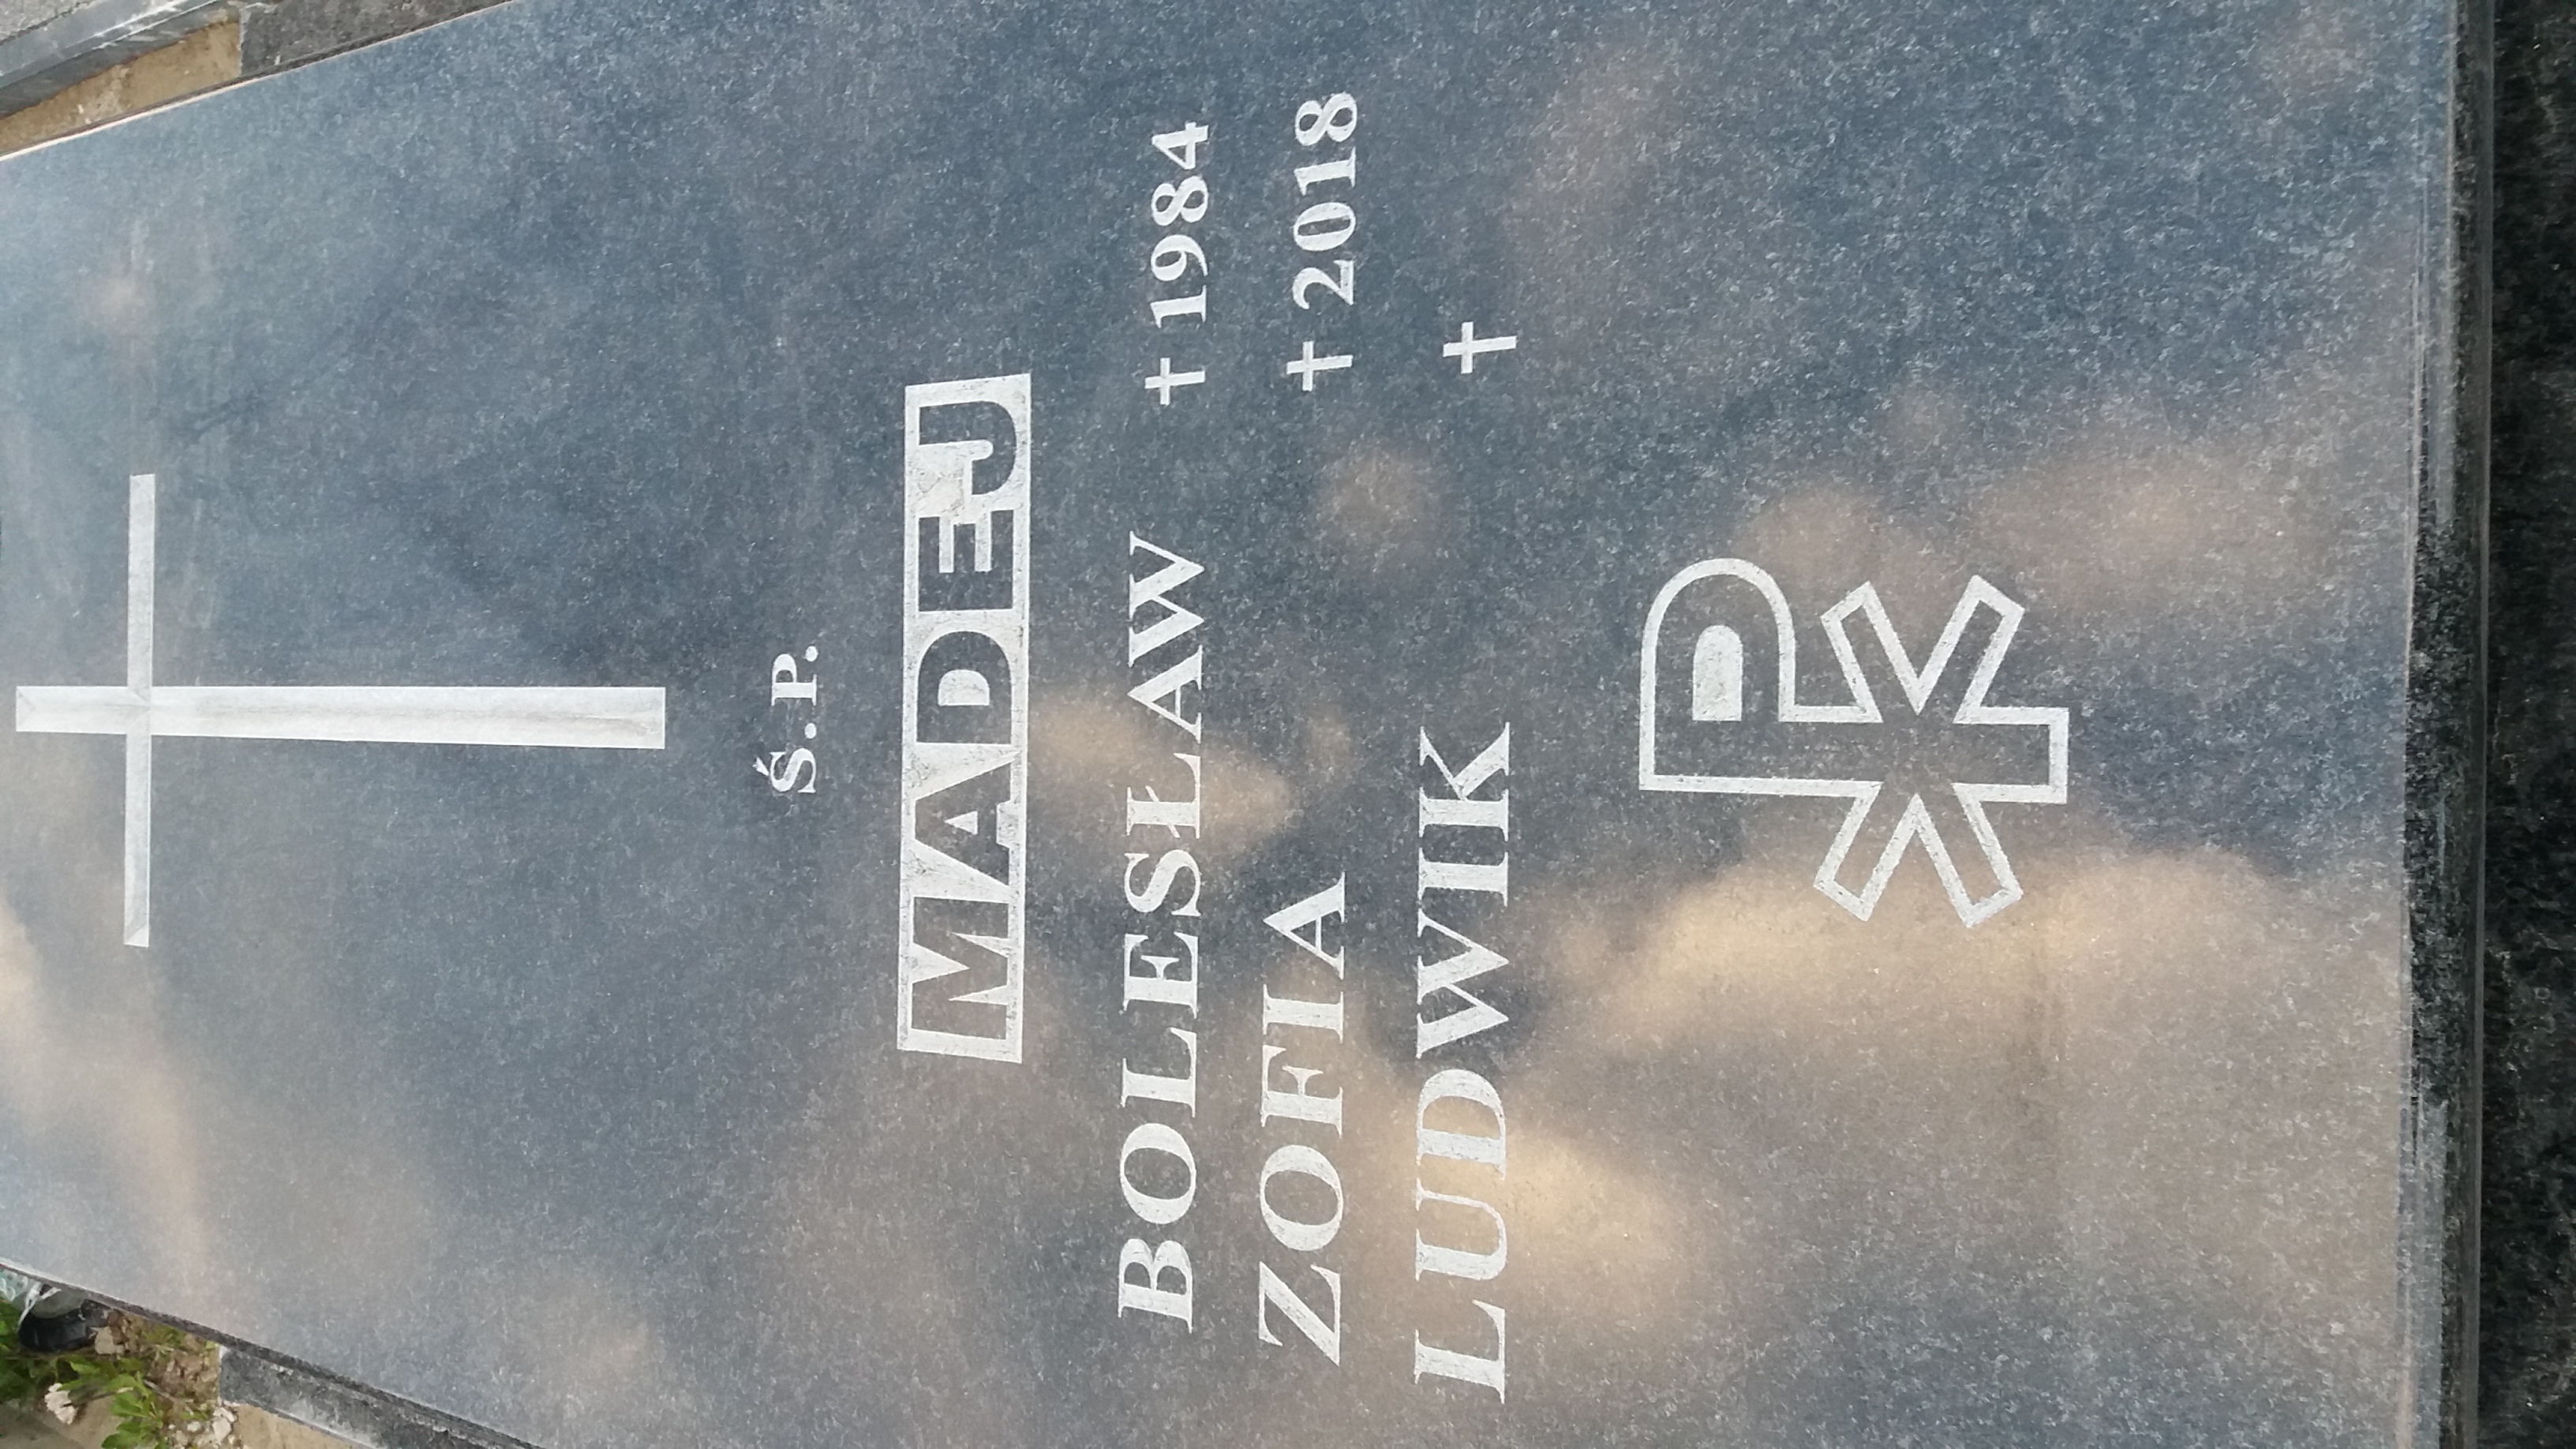 Ś.P.
MADEJ
BOLESŁAW † 1984
ZOFIA † 2018
LUDWIK †